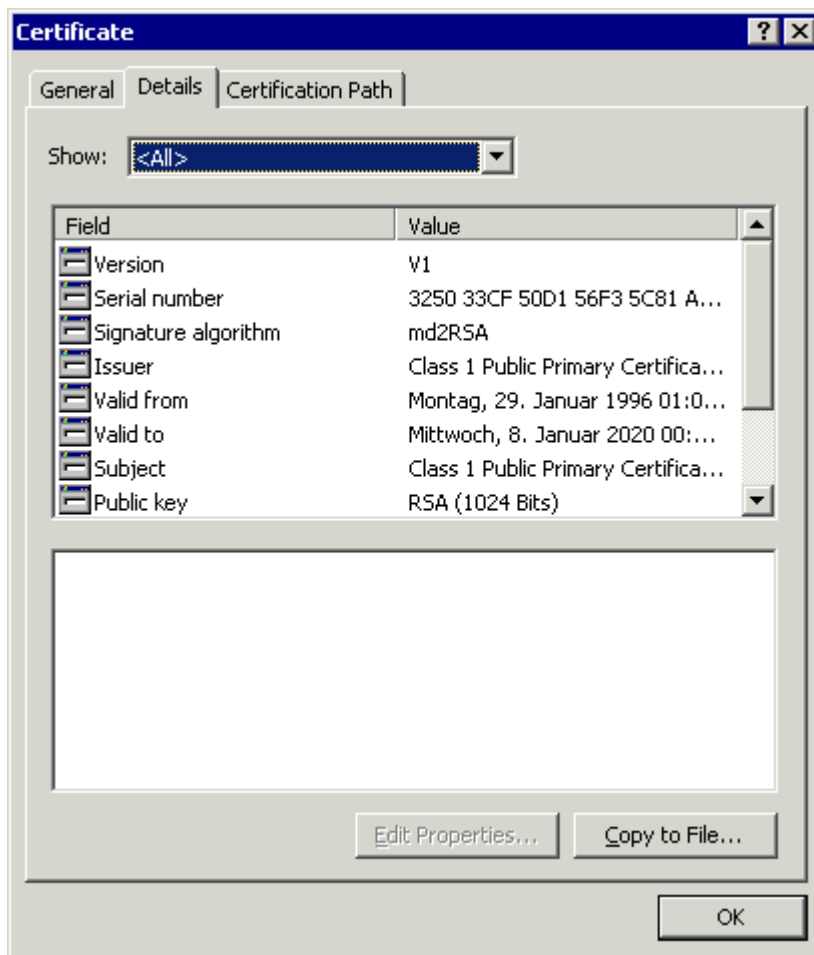 Certificate
General Details Certification Path
Show: <All>
Field Value
Version V1
Serial number 3250 33CF 50D1 56F3 5C81 A...
Signature algorithm md2RSA
Issuer Class 1 Public Primary Certifica...
Valid from Montag, 29. Januar 1996 01:0...
Valid to Mittwoch, 8. Januar 2020 00:...
Subject Class 1 Public Primary Certifica...
Public key RSA (1024 Bits)
Edit Properties... Copy to File...
OK